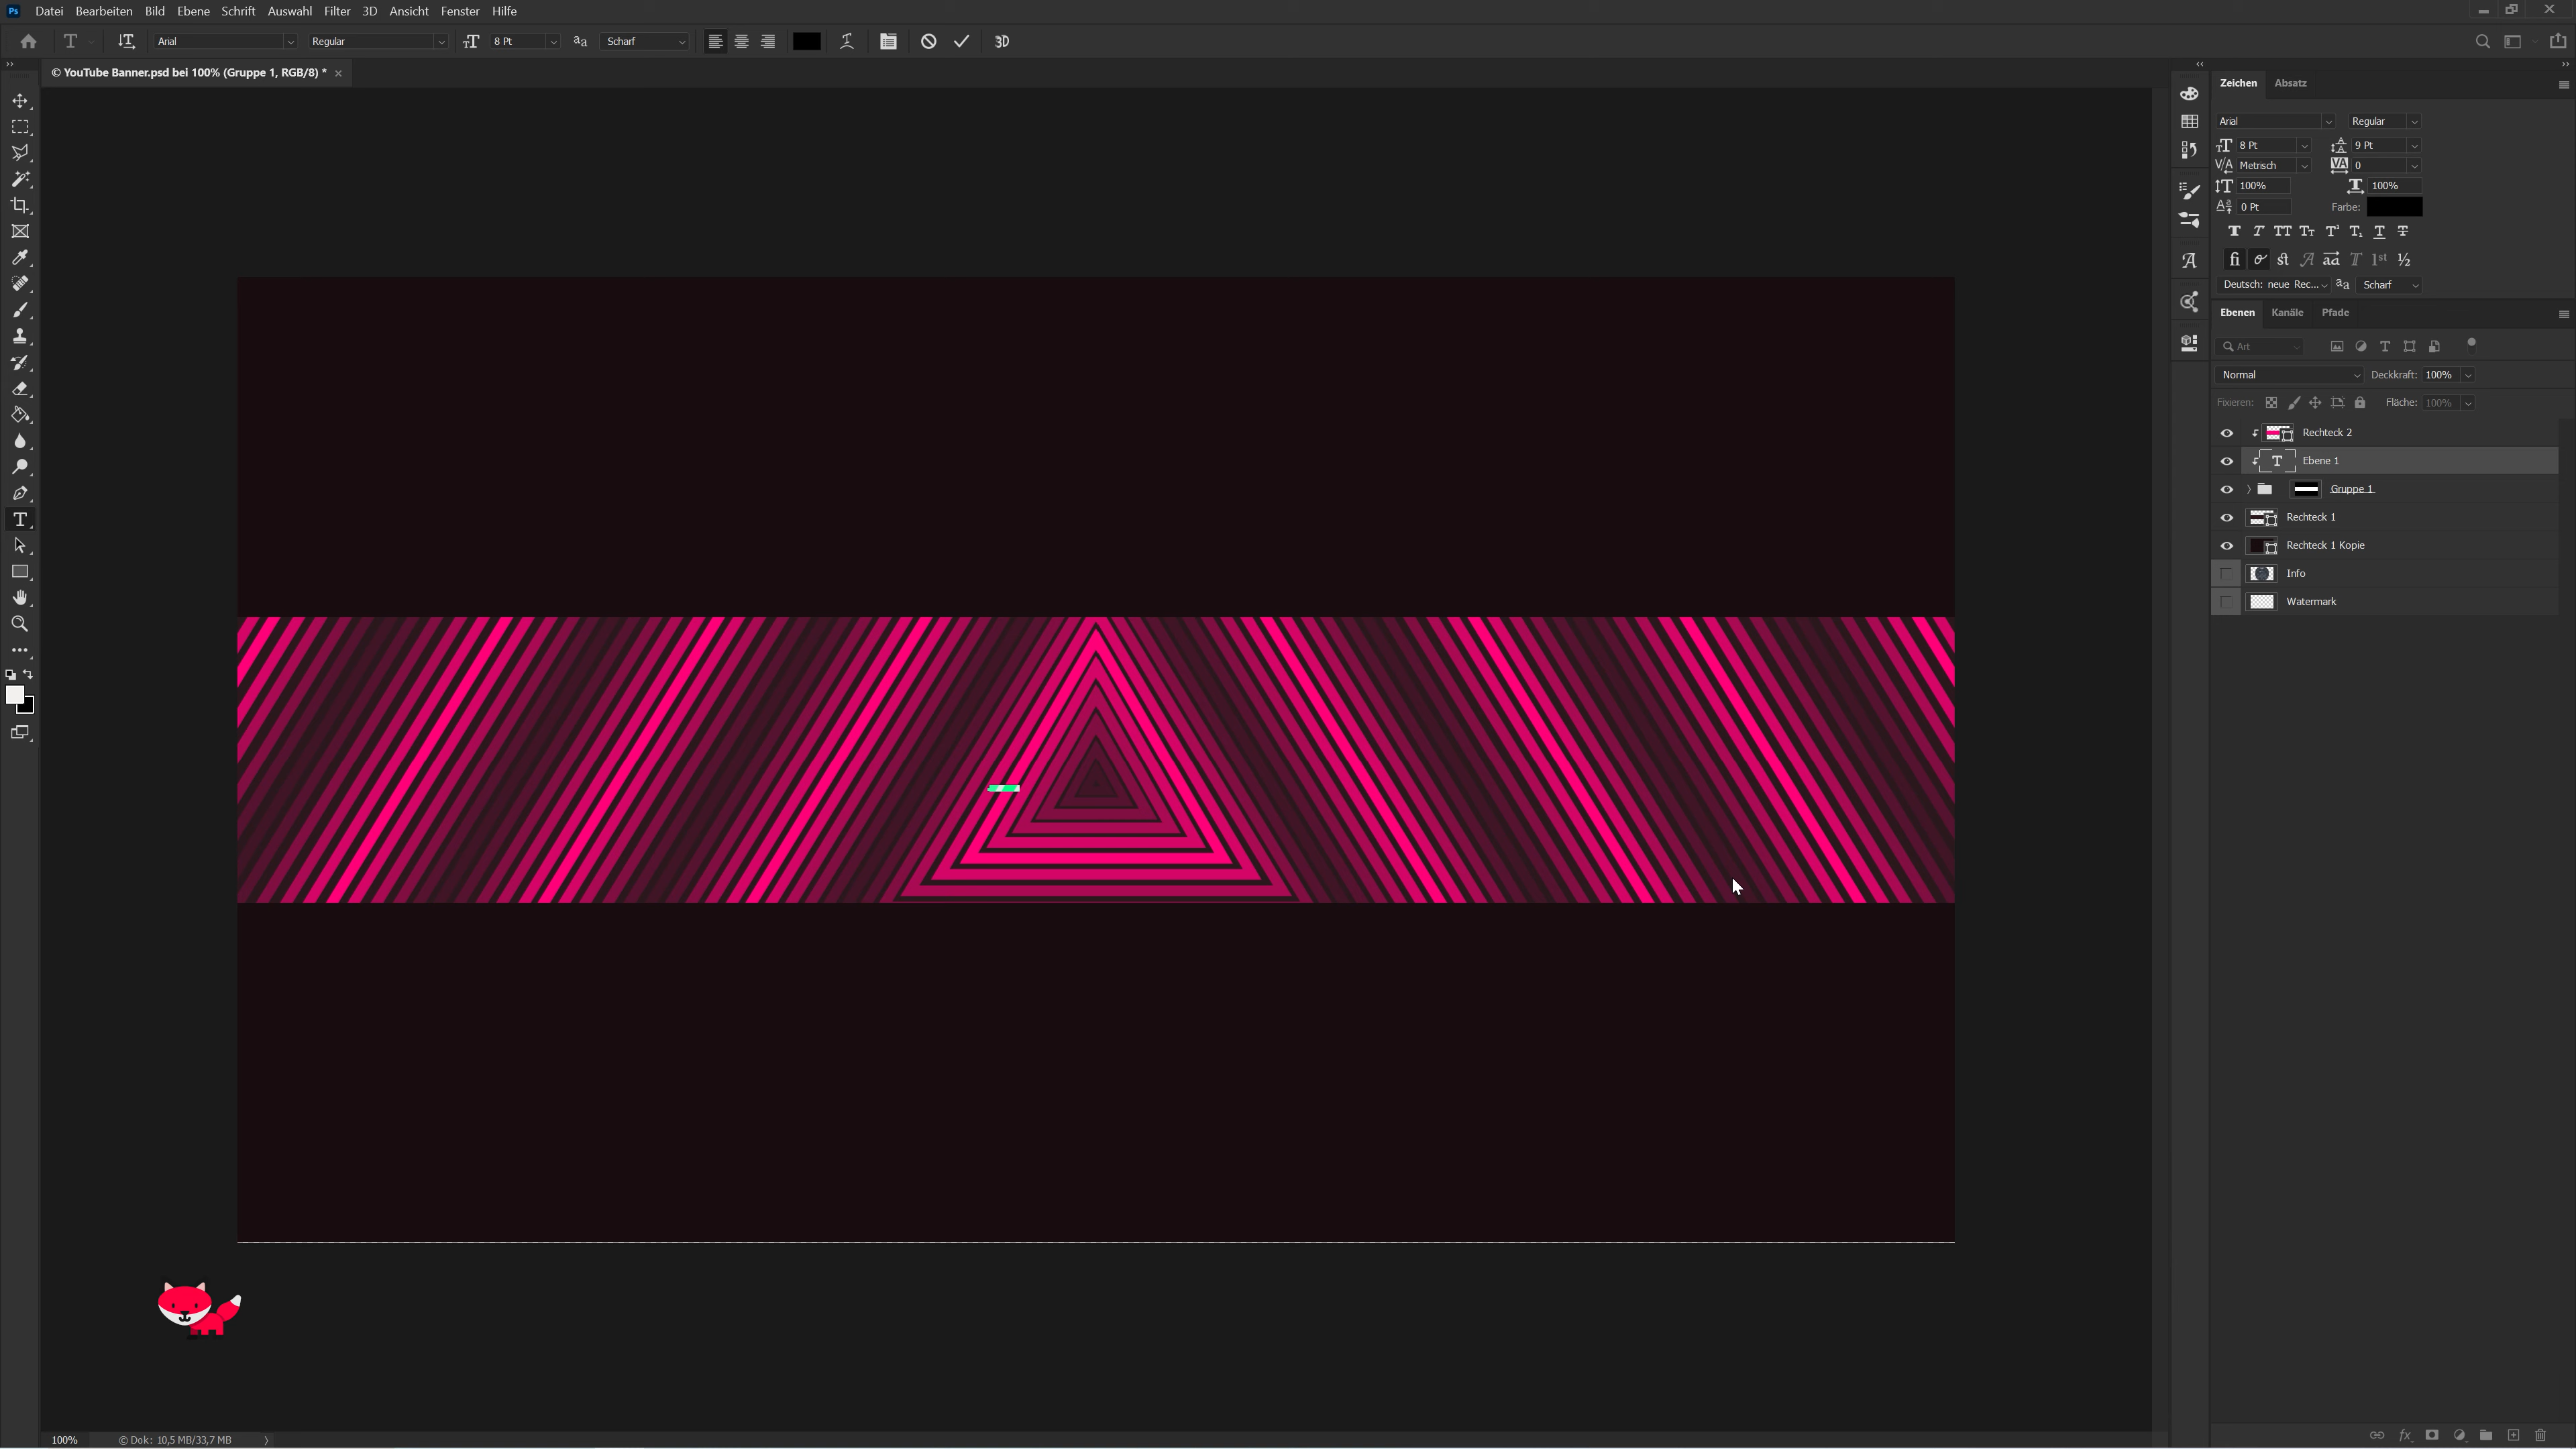 Ps Datei Bearbeiten Bild Ebene Schrift Auswahl Filter 3D Ansicht Fenster Hilfe
Arial Regular 8 Pt Scharf 3D
© YouTube Banner.psd bei 100% (Gruppe 1, RGB/8) *
Zeichen Absatz
Arial Regular
8 Pt 9 Pt
Metrisch 0
100% 100%
0 Pt Farbe:
Deutsch: neue Rec... Scharf
Ebenen Kanäle Pfade
Art
Normal Deckkraft: 100%
Fixieren: Fläche: 100%
Rechteck 2
Ebene 1
Gruppe 1
Rechteck 1
Rechteck 1 Kopie
Info
Watermark
100% © Dok: 10,5 MB/33,7 MB